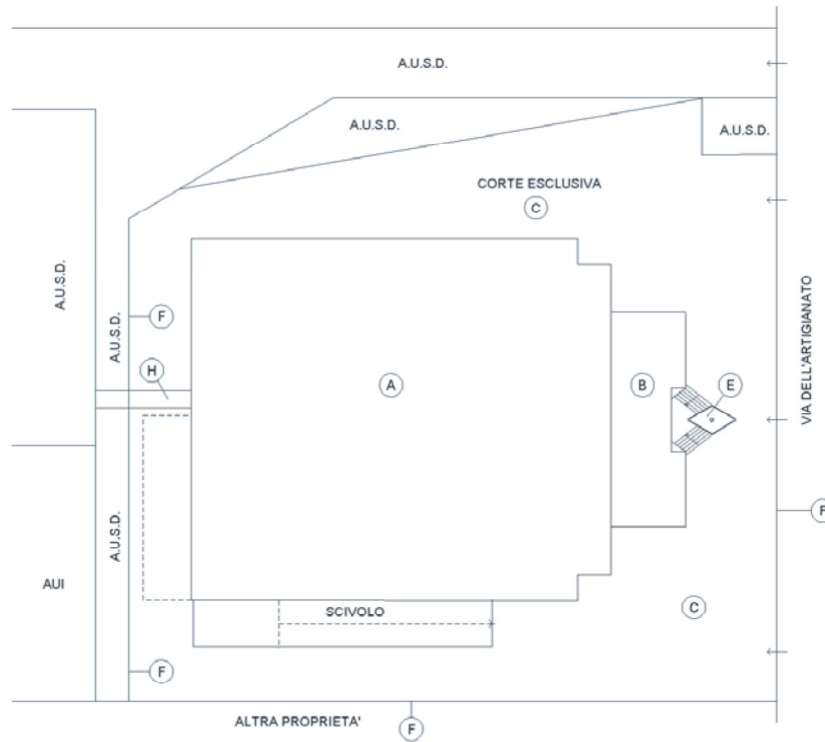 A.U.S.D.
A.U.S.D.
A.U.S.D.
CORTE ESCLUSIVA
C
A.U.S.D.
A.U.S.D.
F
H
A
B
E
VIA DELL'ARTIGIANATO
F
A.U.S.D.
AUI
SCIVOLO
C
F
ALTRA PROPRIETA'
F